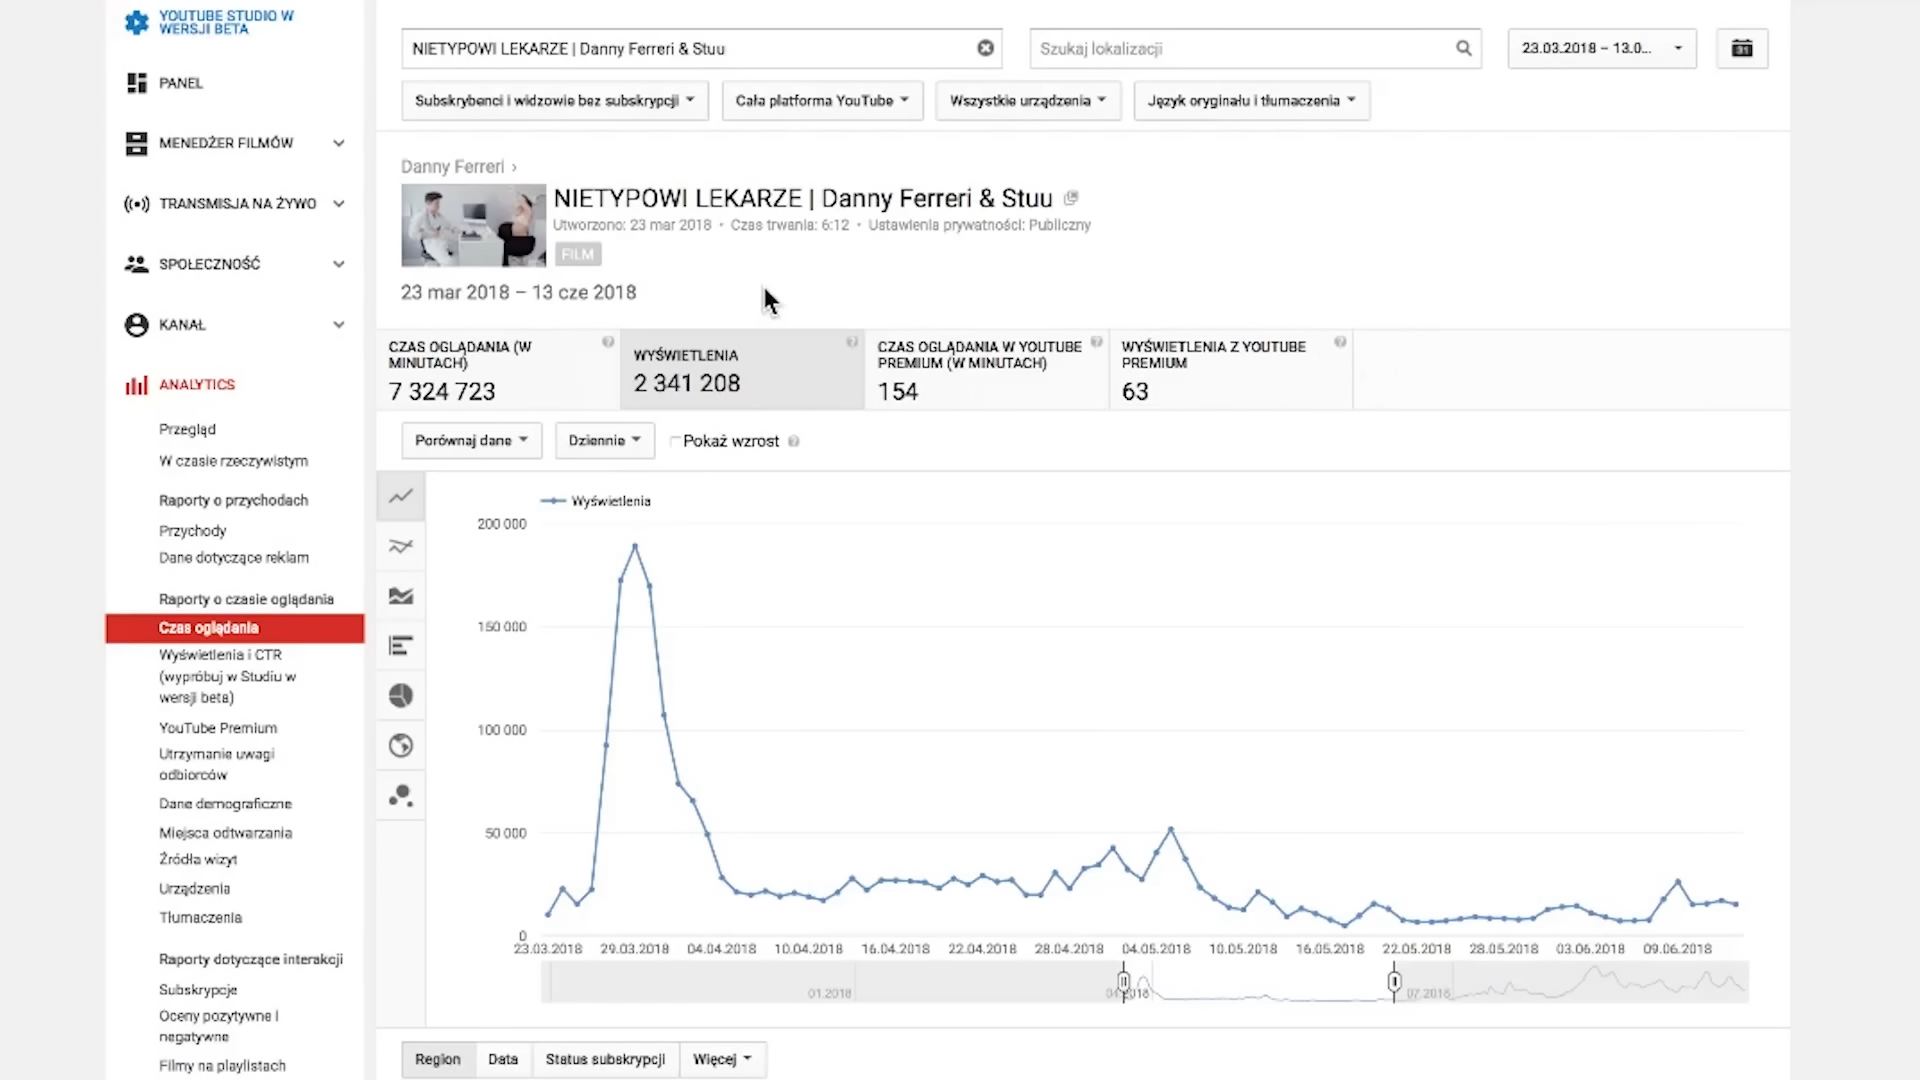 YOUTUBE STUDIO W
WERSJI BETA
PANEL
MENEDŻER FILMÓW
TRANSMISJA NA ŻYWO
SPOŁECZNOŚĆ
KANAŁ
ANALYTICS
Przegląd
W czasie rzeczywistym
Raporty o przychodach
Przychody
Dane dotyczące reklam
Raporty o czasie oglądania
Czas oglądania
Wyświetlenia i CTR
(wypróbuj w Studiu w
wersji beta)
YouTube Premium
Utrzymanie uwagi
odbiorców
Dane demograficzne
Miejsca odtwarzania
Źródła wizyt
Urządzenia
Tłumaczenia
Raporty dotyczące interakcji
Subskrypcje
Oceny pozytywne i
negatywne
Filmy na playlistach
NIETYPOWI LEKARZE | Danny Ferreri & Stuu
Szukaj lokalizacji
23.03.2018 – 13.0...
31
Subskrybenci i widzowie bez subskrypcji
Cała platforma YouTube
Wszystkie urządzenia
Język oryginału i tłumaczenia
Danny Ferreri ›
NIETYPOWI LEKARZE | Danny Ferreri & Stuu
Utworzono: 23 mar 2018 • Czas trwania: 6:12 • Ustawienia prywatności: Publiczny
FILM
23 mar 2018 – 13 cze 2018
CZAS OGLĄDANIA (W
MINUTACH)
7 324 723
WYŚWIETLENIA
2 341 208
CZAS OGLĄDANIA W YOUTUBE
PREMIUM (W MINUTACH)
154
WYŚWIETLENIA Z YOUTUBE
PREMIUM
63
Porównaj dane
Dziennie
Pokaż wzrost
Wyświetlenia
200 000
150 000
100 000
50 000
0
23.03.2018 29.03.2018 04.04.2018 10.04.2018 16.04.2018 22.04.2018 28.04.2018 04.05.2018 10.05.2018 16.05.2018 22.05.2018 28.05.2018 03.06.2018 09.06.2018
01.2018 04.2018 07.2018
Region Data Status subskrypcji Więcej